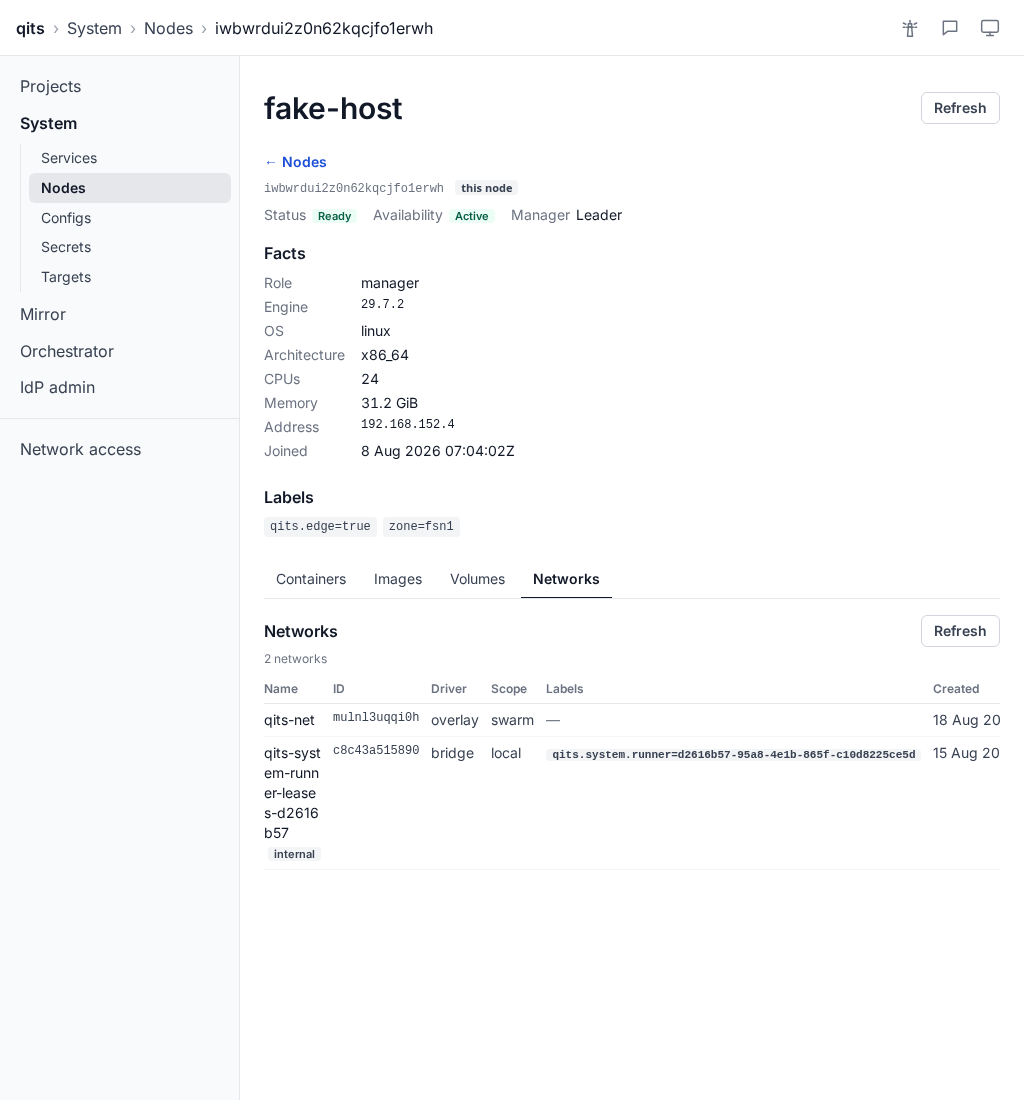 qits › System › Nodes › iwbwrdui2z0n62kqcjfo1erwh
Projects
System
Services
Nodes
Configs
Secrets
Targets
Mirror
Orchestrator
IdP admin
Network access
fake-host
Refresh
← Nodes
iwbwrdui2z0n62kqcjfo1erwh this node
Status Ready Availability Active Manager Leader
Facts
Role manager
Engine 29.7.2
OS linux
Architecture x86_64
CPUs 24
Memory 31.2 GiB
Address 192.168.152.4
Joined 8 Aug 2026 07:04:02Z
Labels
qits.edge=true zone=fsn1
Containers Images Volumes Networks
Networks
Refresh
2 networks
Name ID Driver Scope Labels Created
qits-net mulnl3uqqi0h overlay swarm — 18 Aug 20
qits-syst c8c43a515890 bridge local qits.system.runner=d2616b57-95a8-4e1b-865f-c10d8225ce5d 15 Aug 20
em-runn
er-lease
s-d2616
b57
internal